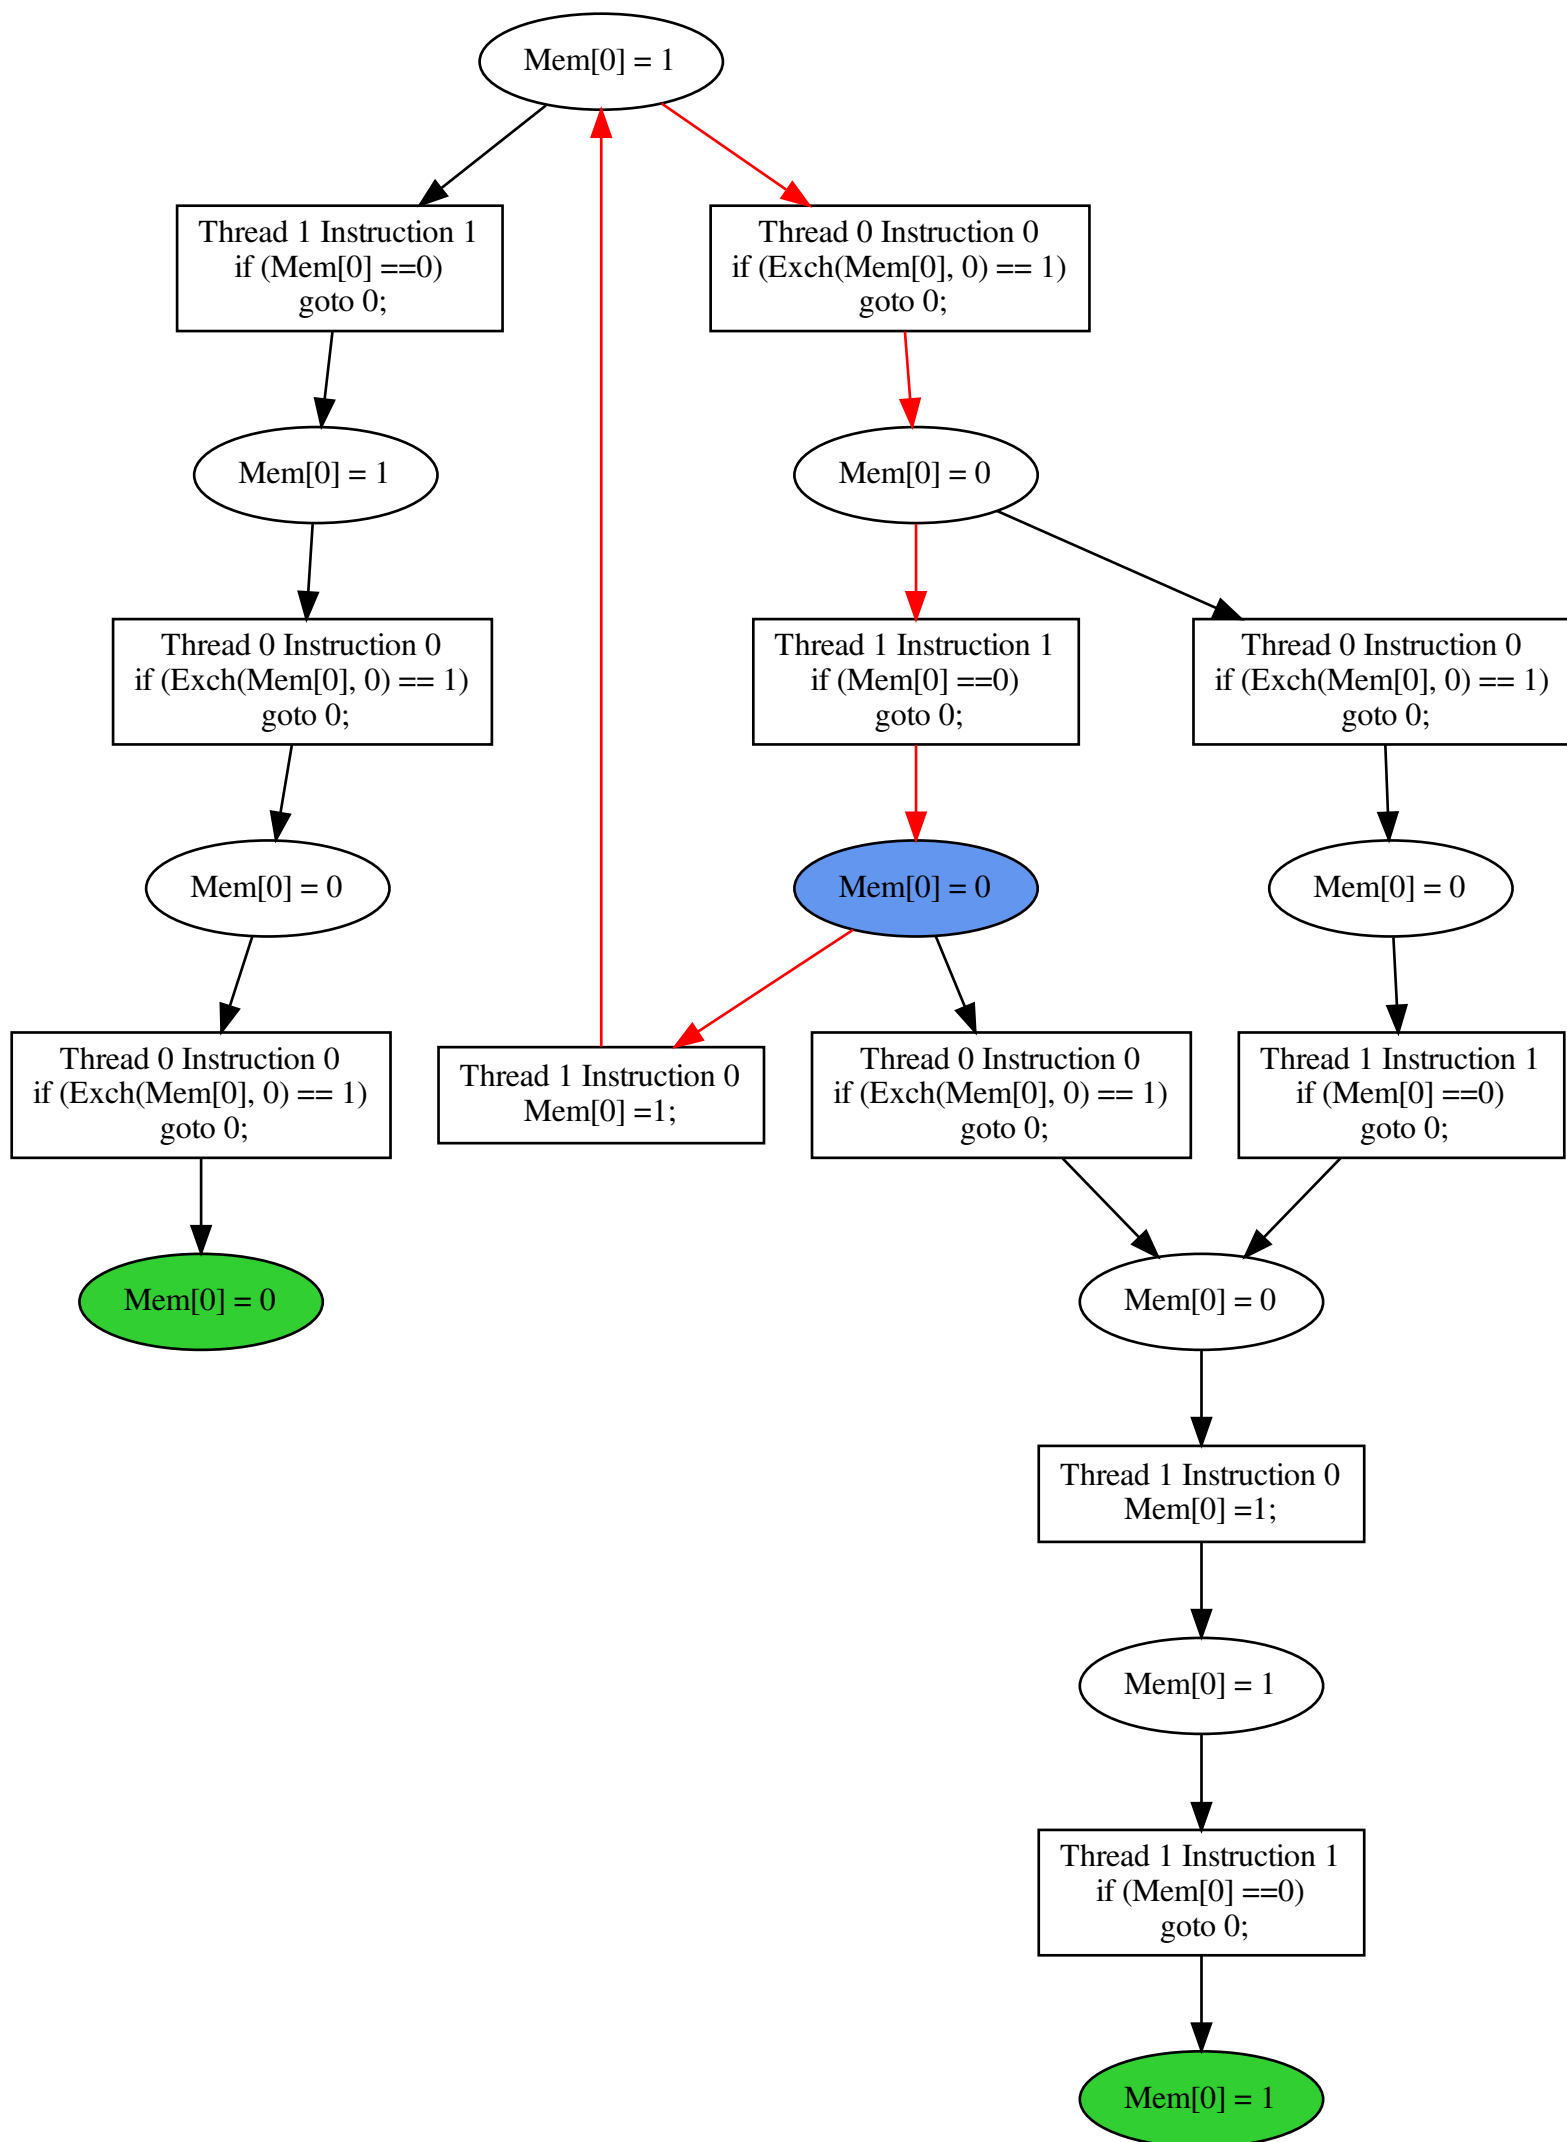 Mem[0] = 1
Thread 1 Instruction 1
if (Mem[0] ==0)
goto 0;
Thread 0 Instruction 0
if (Exch(Mem[0], 0) == 1)
goto 0;
Mem[0] = 1
Mem[0] = 0
Thread 0 Instruction 0
if (Exch(Mem[0], 0) == 1)
goto 0;
Thread 1 Instruction 1
if (Mem[0] ==0)
goto 0;
Thread 0 Instruction 0
if (Exch(Mem[0], 0) == 1)
goto 0;
Mem[0] = 0
Mem[0] = 0
Mem[0] = 0
Thread 0 Instruction 0
if (Exch(Mem[0], 0) == 1)
goto 0;
Thread 1 Instruction 0
Mem[0] =1;
Thread 0 Instruction 0
if (Exch(Mem[0], 0) == 1)
goto 0;
Thread 1 Instruction 1
if (Mem[0] ==0)
goto 0;
Mem[0] = 0
Mem[0] = 0
Thread 1 Instruction 0
Mem[0] =1;
Mem[0] = 1
Thread 1 Instruction 1
if (Mem[0] ==0)
goto 0;
Mem[0] = 1